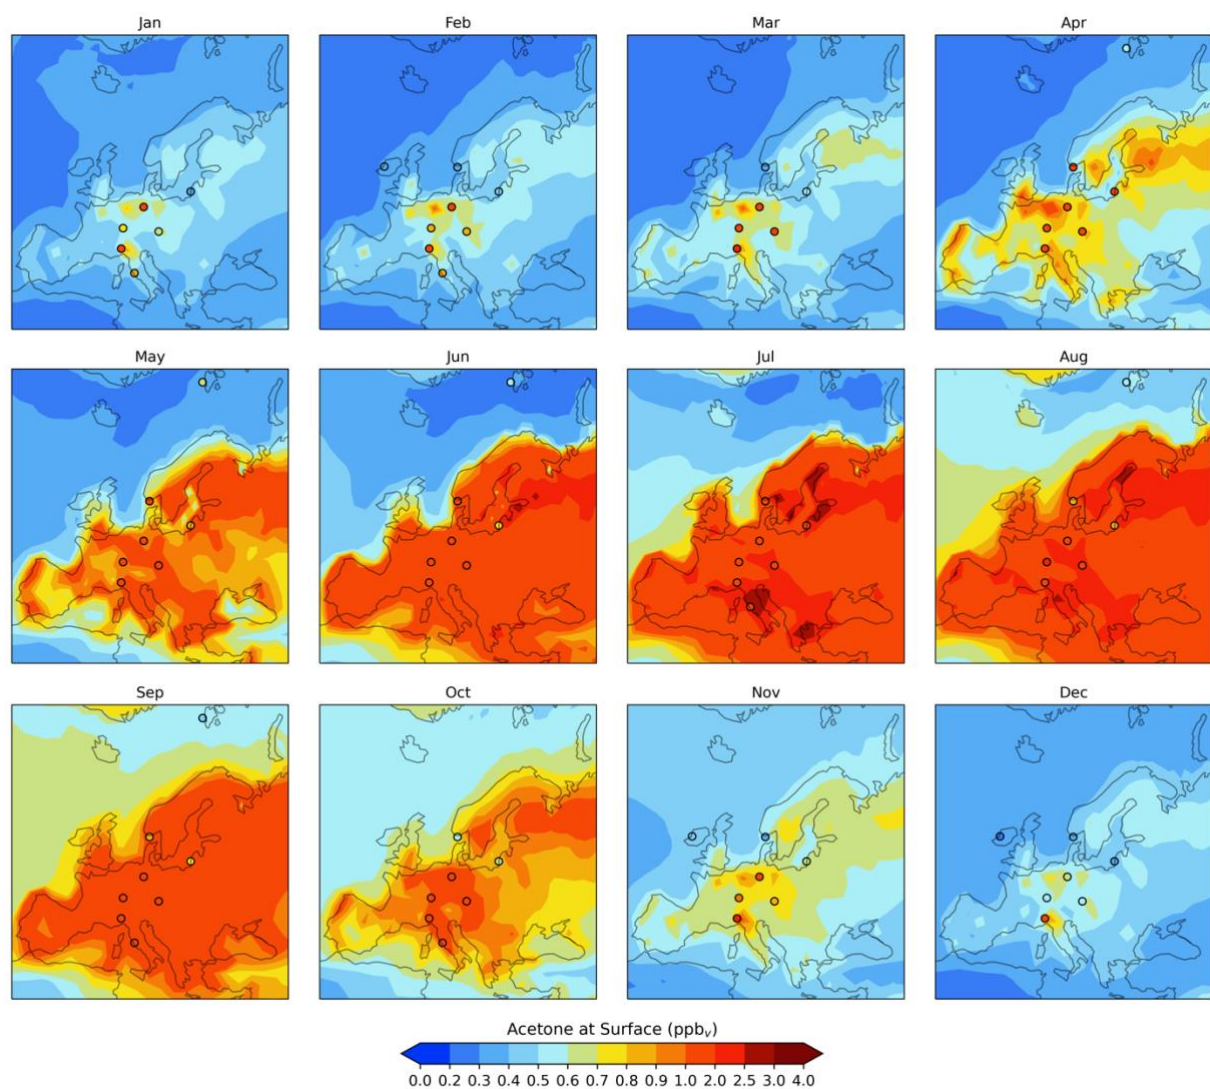 Jan Feb Mar Apr
May Jun Jul Aug
Sep Oct Nov Dec
Acetone at Surface (ppbᵥ)
0.0 0.2 0.3 0.4 0.5 0.6 0.7 0.8 0.9 1.0 2.0 2.5 3.0 4.0